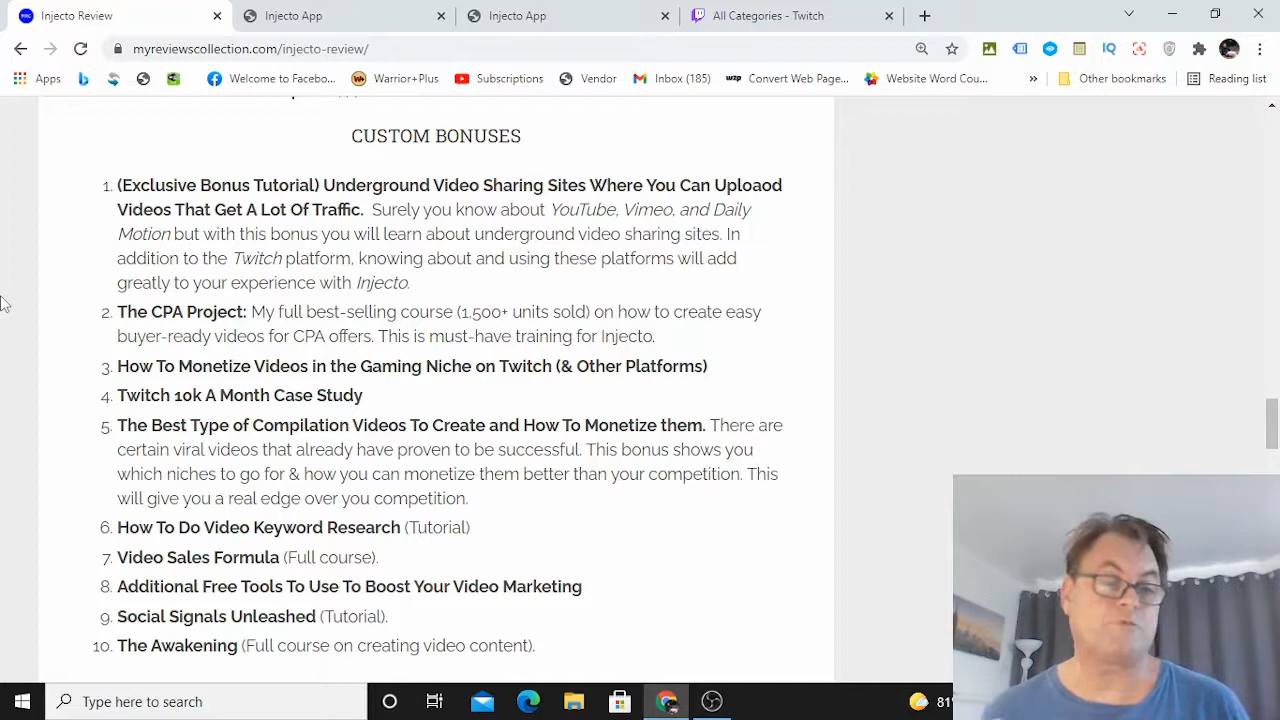 Injecto Review
Injecto App
Injecto App
All Categories - Twitch
myreviewscollection.com/injecto-review/
Apps
Welcome to Facebo...
Warrior+Plus
Subscriptions
Vendor
Inbox (185)
Convert Web Page...
Website Word Cou...
»
Other bookmarks
Reading list
CUSTOM BONUSES
1. (Exclusive Bonus Tutorial) Underground Video Sharing Sites Where You Can Uploaod
Videos That Get A Lot Of Traffic. Surely you know about YouTube, Vimeo, and Daily
Motion but with this bonus you will learn about underground video sharing sites. In
addition to the Twitch platform, knowing about and using these platforms will add
greatly to your experience with Injecto.
2. The CPA Project: My full best-selling course (1,500+ units sold) on how to create easy
buyer-ready videos for CPA offers. This is must-have training for Injecto.
3. How To Monetize Videos in the Gaming Niche on Twitch (& Other Platforms)
4. Twitch 10k A Month Case Study
5. The Best Type of Compilation Videos To Create and How To Monetize them. There are
certain viral videos that already have proven to be successful. This bonus shows you
which niches to go for & how you can monetize them better than your competition. This
will give you a real edge over you competition.
6. How To Do Video Keyword Research (Tutorial)
7. Video Sales Formula (Full course).
8. Additional Free Tools To Use To Boost Your Video Marketing
9. Social Signals Unleashed (Tutorial).
10. The Awakening (Full course on creating video content).
Type here to search